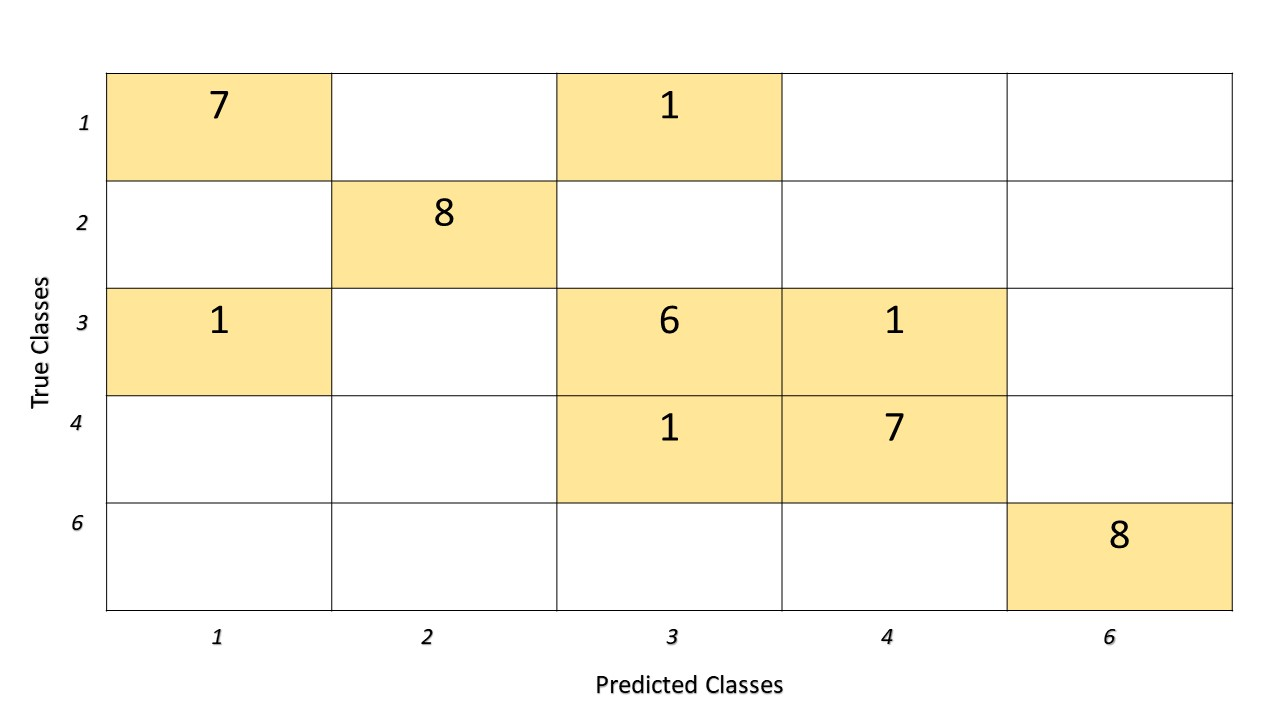 7 1
1
8
2
1 6 1
3
True Classes
1 7
4
8
6
1 2 3 4 6
Predicted Classes